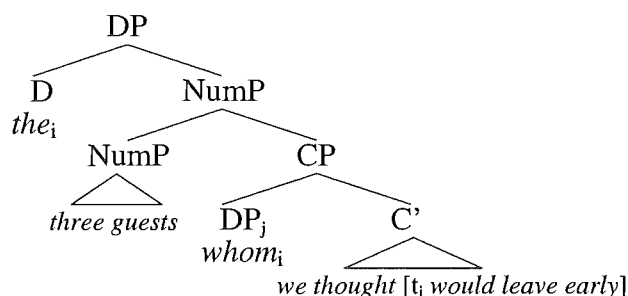 DP
D NumP
the_i
NumP CP
three guests DP_j C'
whom_i
we thought [t_i would leave early]